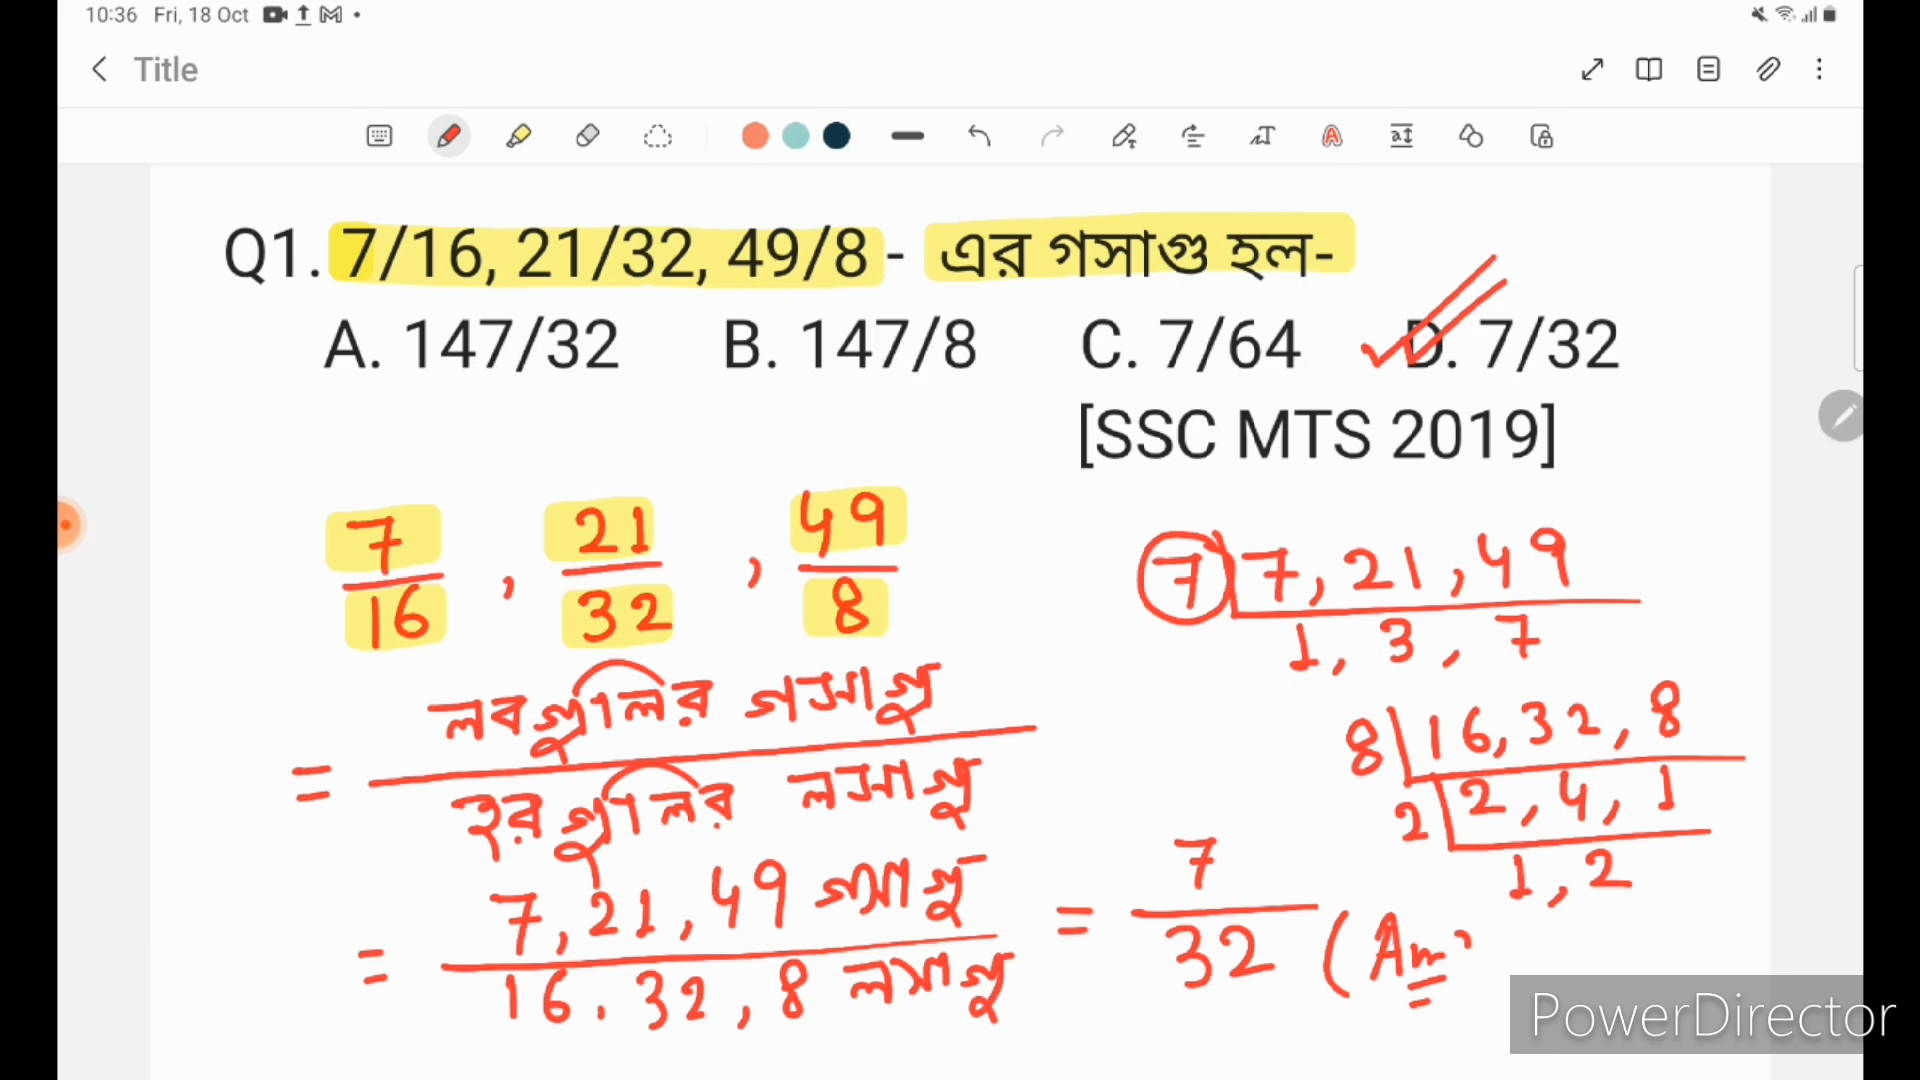 10:36 Fri, 18 Oct
Title
Q1. 7/16, 21/32, 49/8 - এর গসাগু হল-
A. 147/32 B. 147/8 C. 7/64 D. 7/32
[SSC MTS 2019]
7/16 , 21/32 , 49/8
= লবগুলির গসাগু / হরগুলির লসাগু
= 7, 21, 49 গসাগু / 16. 32, 8 লসাগু = 7/32 (Ans
7 7, 21, 49
1, 3, 7
8 16, 32, 8
2 2, 4, 1
1, 2
PowerDirector